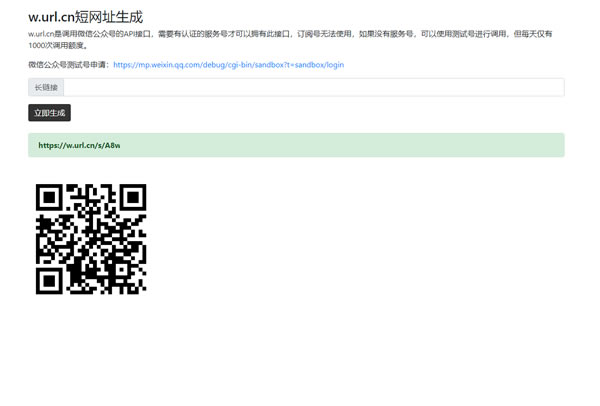 w.url.cn短网址生成
w.url.cn是调用微信公众号的API接口，需要有认证的服务号才可以拥有此接口，订阅号无法使用，如果没有服务号，可以使用测试号进行调用，但每天仅有
1000次调用额度。
微信公众号测试号申请：https://mp.weixin.qq.com/debug/cgi-bin/sandbox?t=sandbox/login
长链接
立即生成
https://w.url.cn/s/A8w